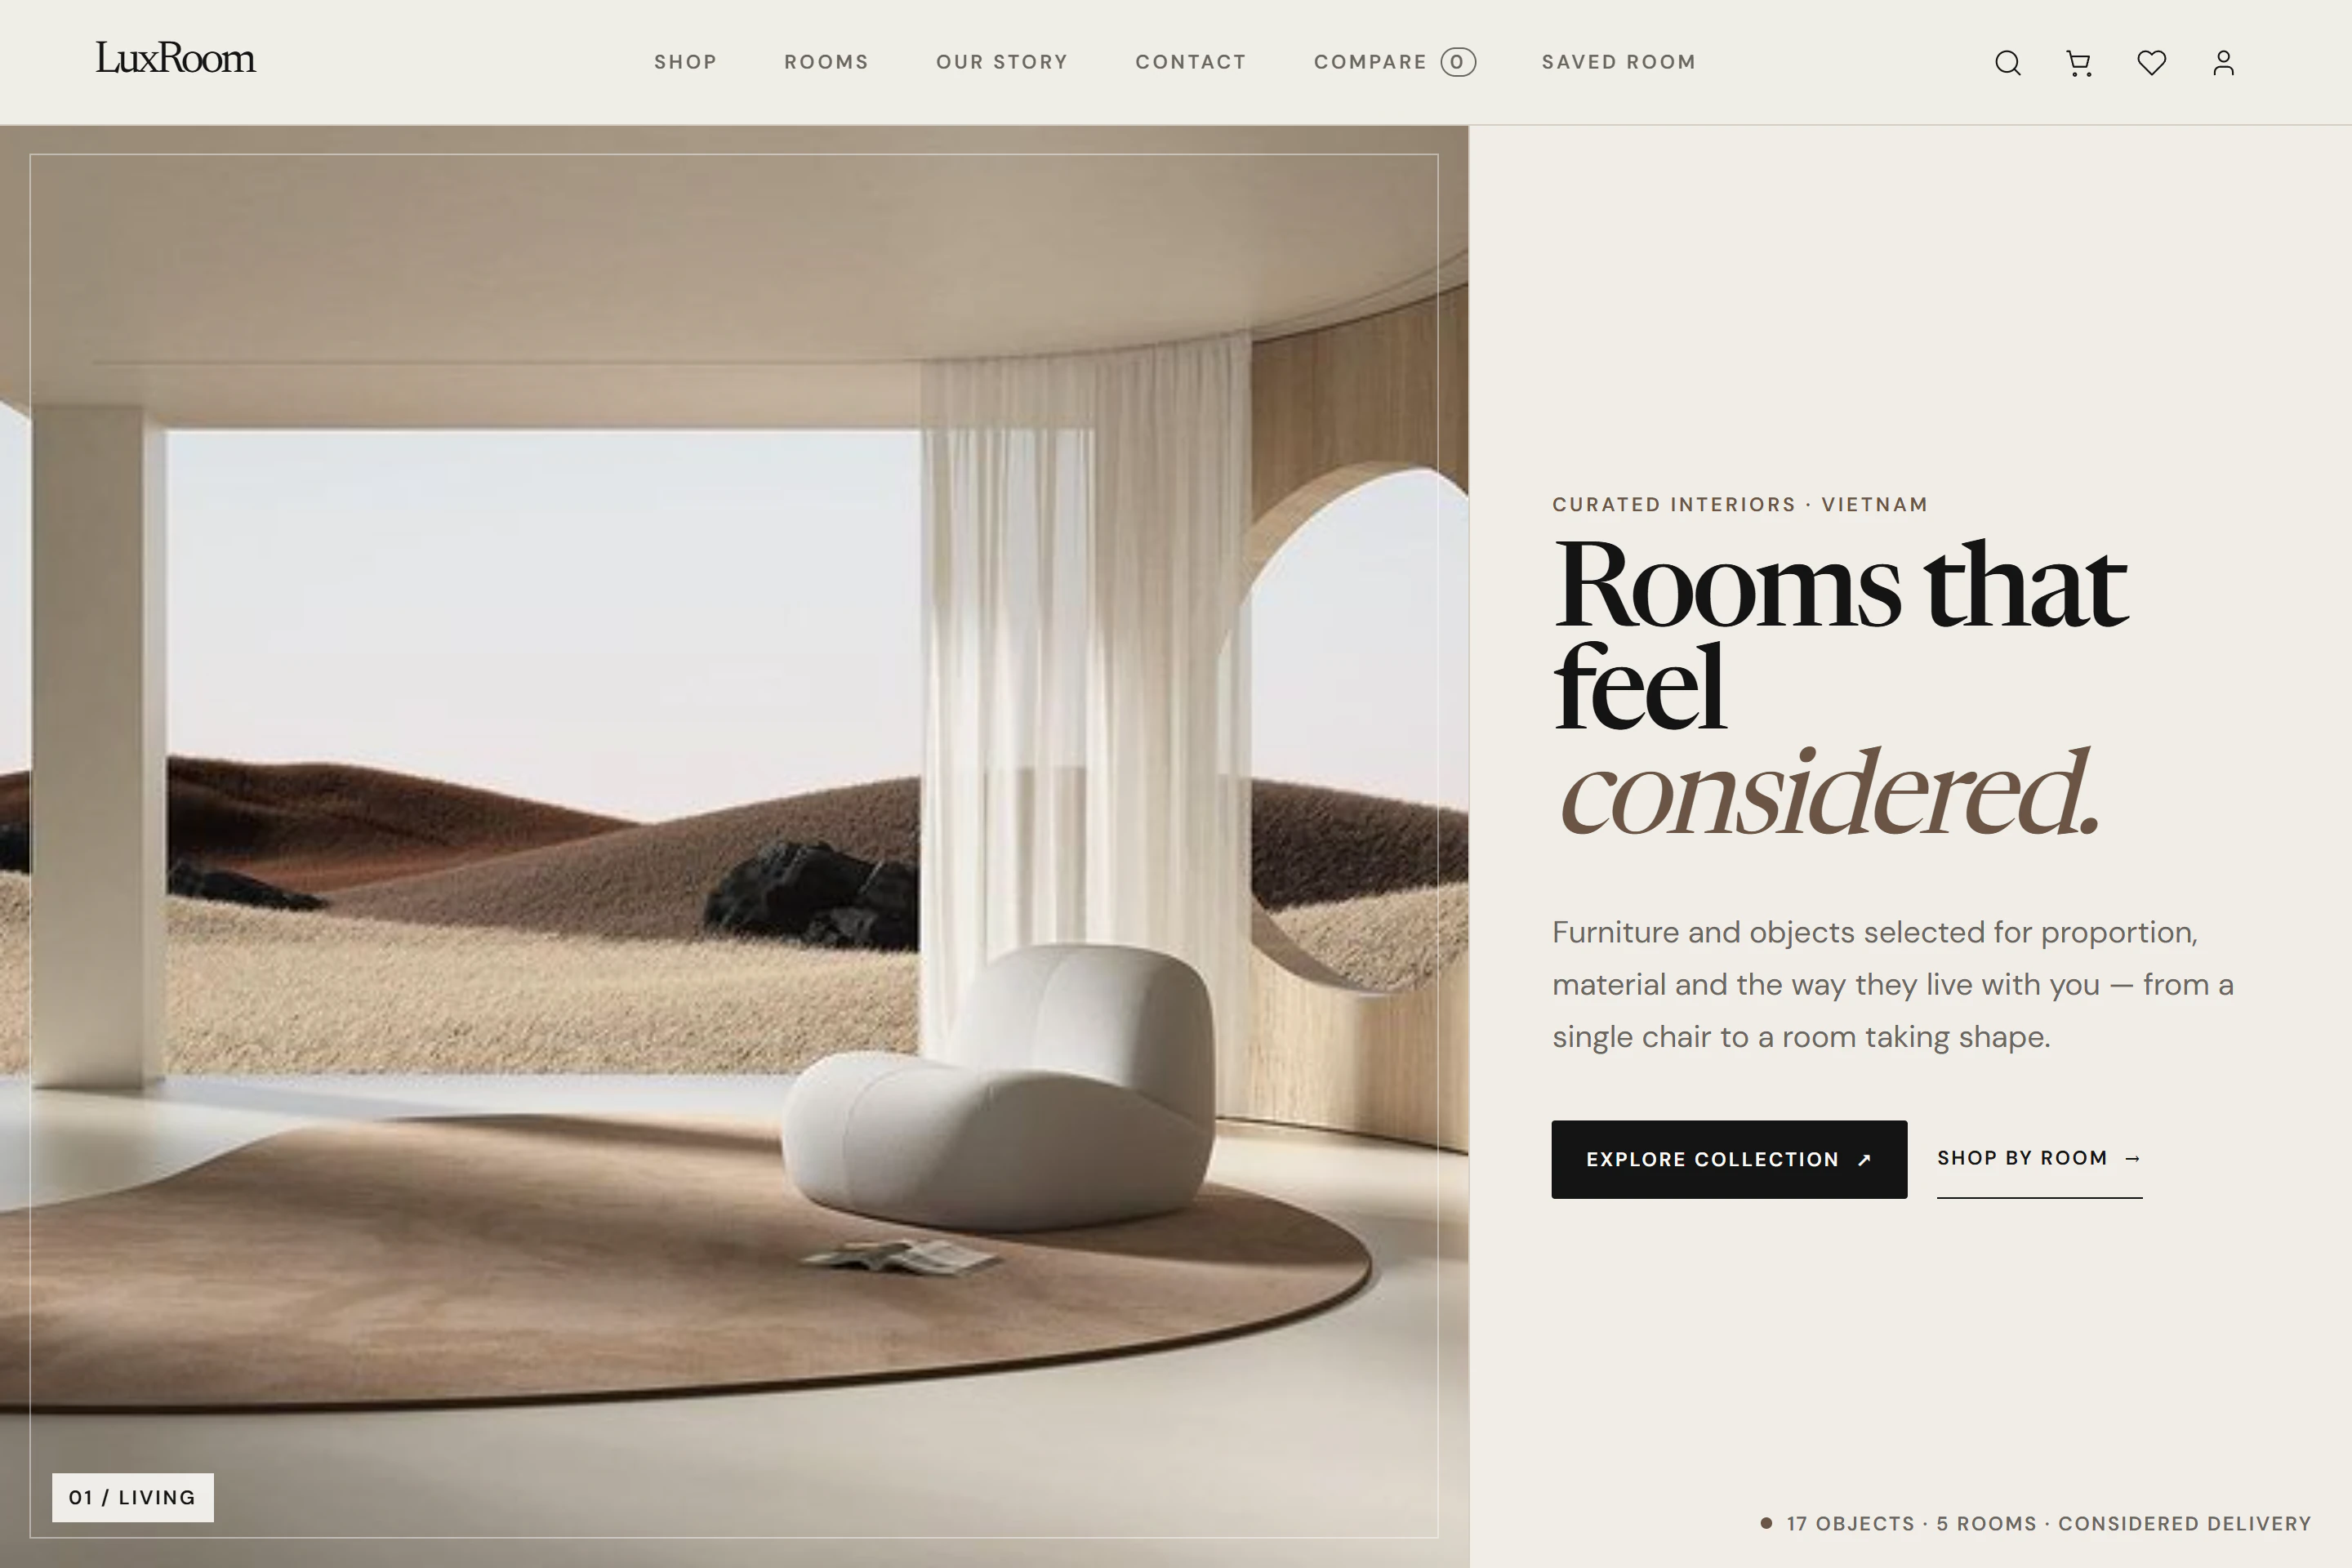 LuxRoom
SHOP ROOMS OUR STORY CONTACT COMPARE 0 SAVED ROOM
CURATED INTERIORS · VIETNAM
Rooms that
feel
considered.
Furniture and objects selected for proportion,
material and the way they live with you — from a
single chair to a room taking shape.
EXPLORE COLLECTION ↗ SHOP BY ROOM →
01 / LIVING
17 OBJECTS · 5 ROOMS · CONSIDERED DELIVERY